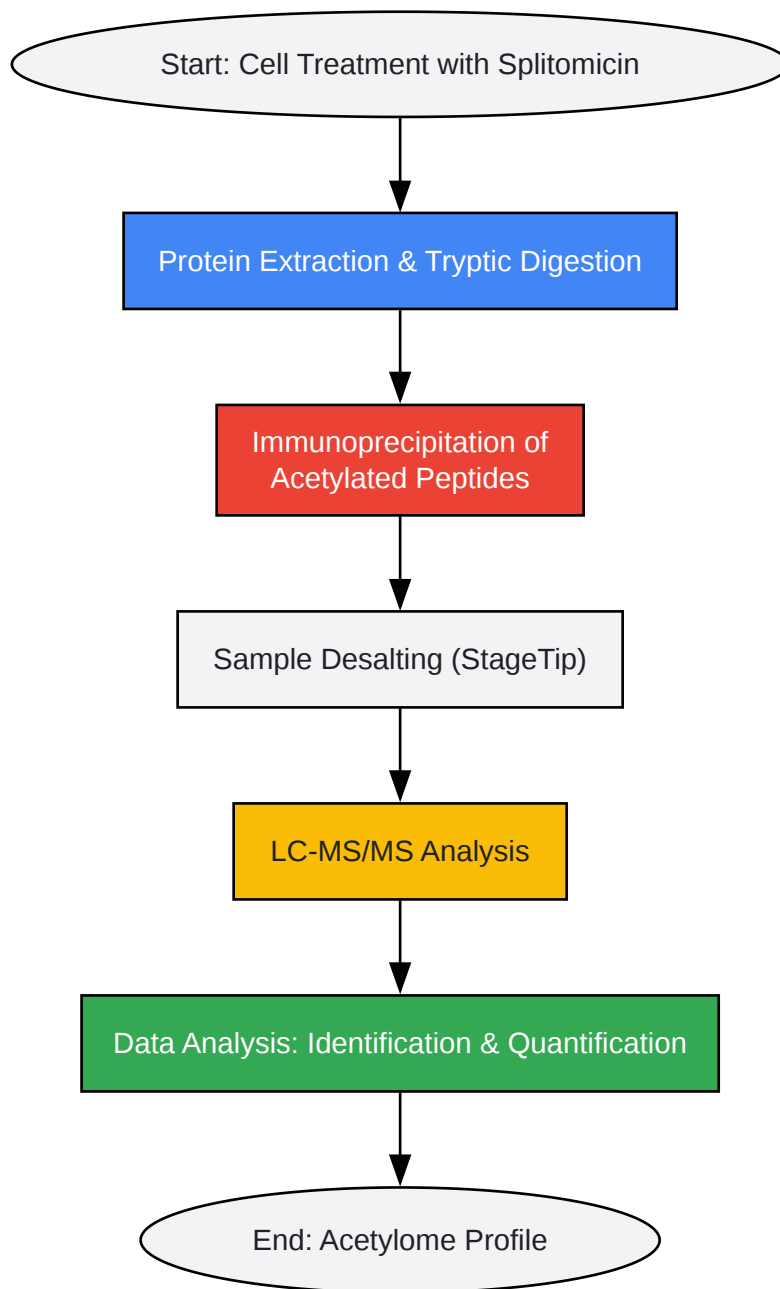 Start: Cell Treatment with Splitomicin
Protein Extraction & Tryptic Digestion
Immunoprecipitation of
Acetylated Peptides
Sample Desalting (StageTip)
LC-MS/MS Analysis
Data Analysis: Identification & Quantification
End: Acetylome Profile